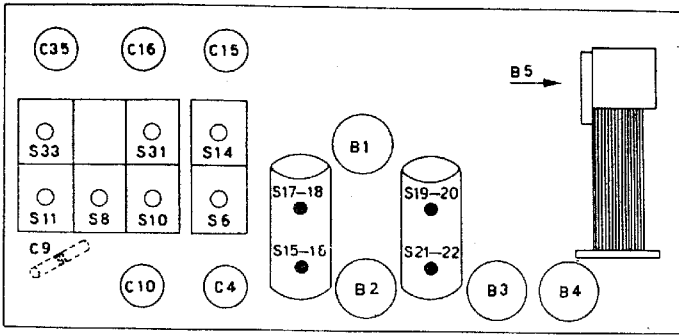 C35 C16 C15
B5
B1
S33 S31 S14
S17-18 S19-20
S11 S8 S10 S6
C9
S15-16 S21-22
C10 C4 B2 B3 B4